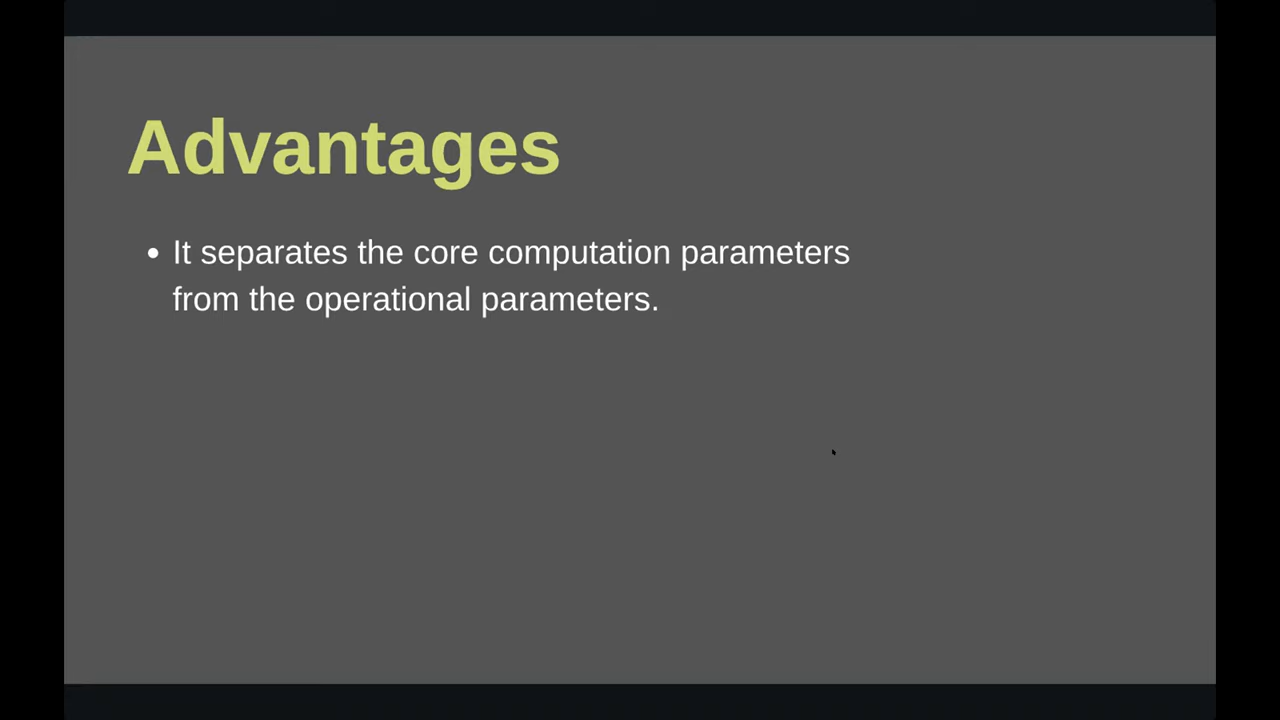 Advantages
• It separates the core computation parameters
from the operational parameters.